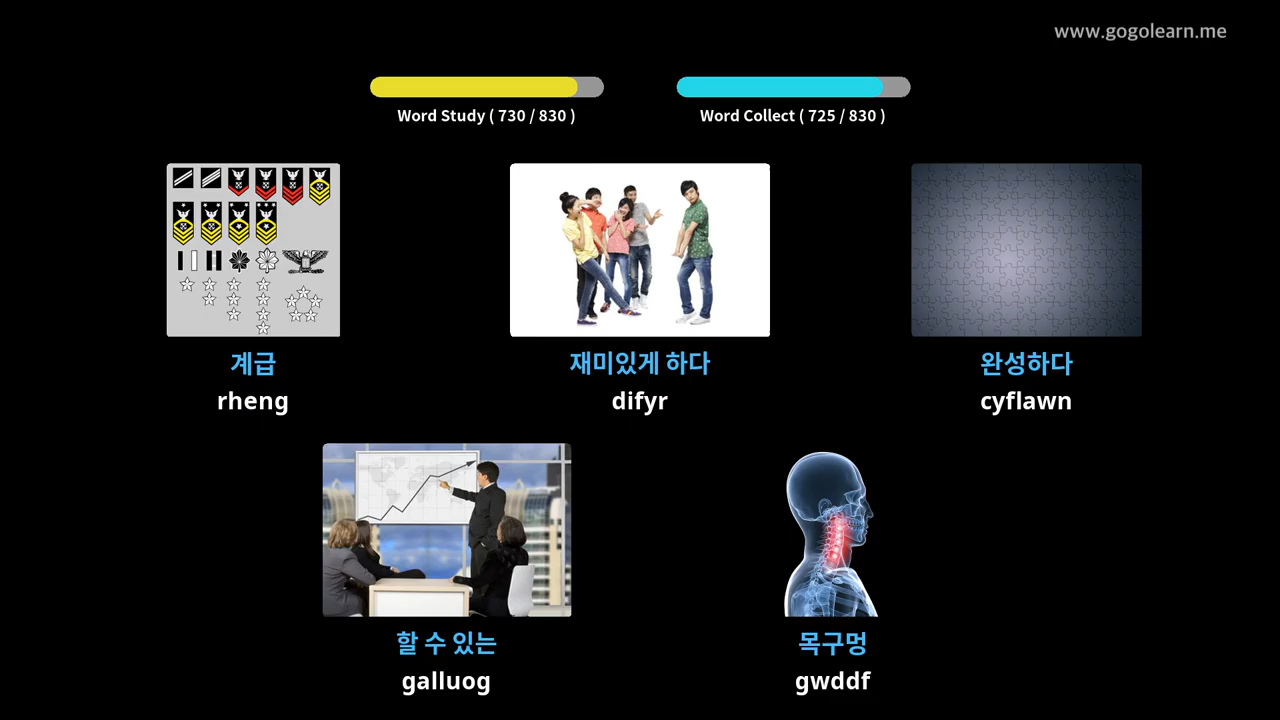 www.gogolearn.me
Word Study ( 730 / 830 )
Word Collect ( 725 / 830 )
계급
rheng
재미있게 하다
difyr
완성하다
cyflawn
할 수 있는
galluog
목구멍
gwddf